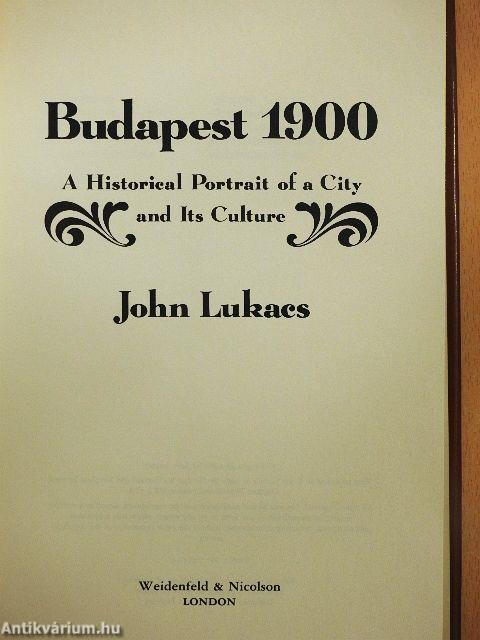 Budapest 1900
A Historical Portrait of a City
and Its Culture
John Lukacs
Weidenfeld & Nicolson
LONDON
Antikvárium.hu